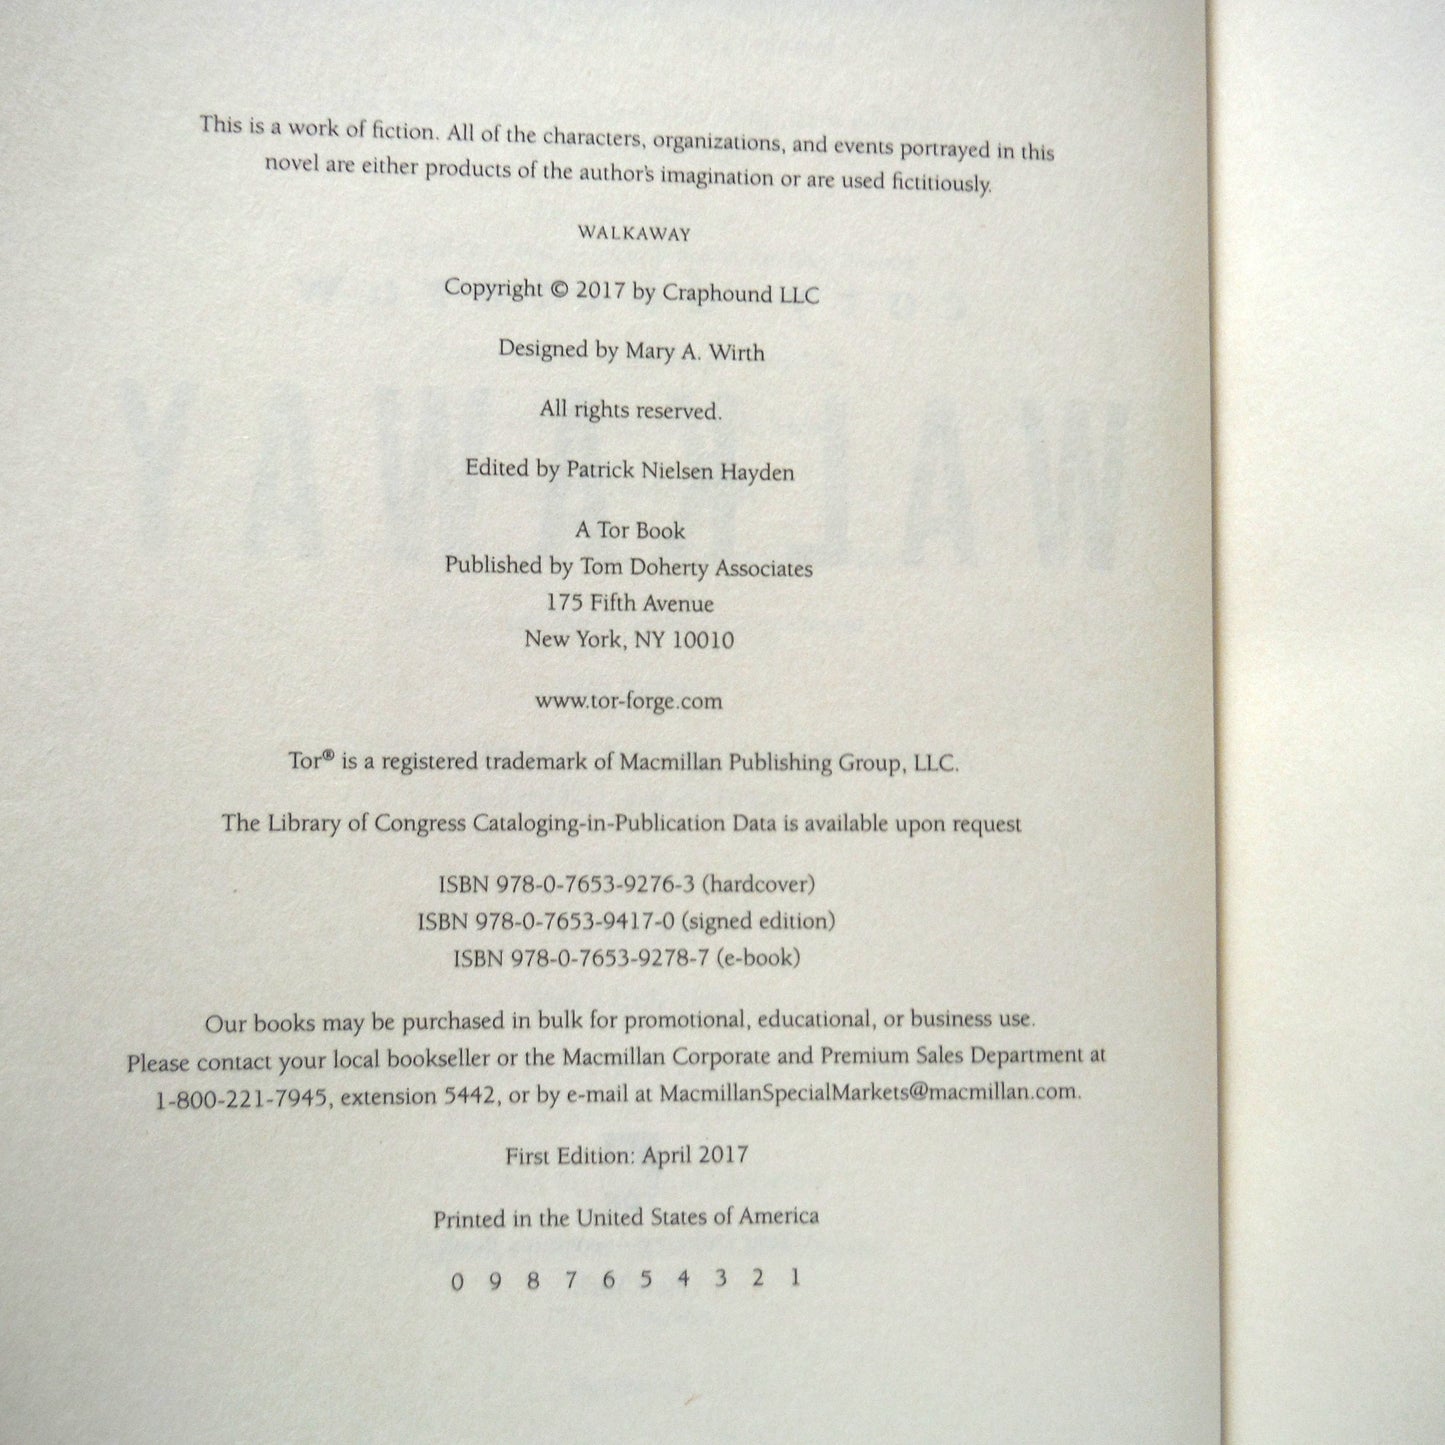 This is a work of fiction. All of the characters, organizations, and events portrayed in this
novel are either products of the author's imagination or are used fictitiously.
WALKAWAY
Copyright © 2017 by Craphound LLC
Designed by Mary A. Wirth
All rights reserved.
Edited by Patrick Nielsen Hayden
A Tor Book
Published by Tom Doherty Associates
175 Fifth Avenue
New York, NY 10010
www.tor-forge.com
Tor® is a registered trademark of Macmillan Publishing Group, LLC.
The Library of Congress Cataloging-in-Publication Data is available upon request
ISBN 978-0-7653-9276-3 (hardcover)
ISBN 978-0-7653-9417-0 (signed edition)
ISBN 978-0-7653-9278-7 (e-book)
Our books may be purchased in bulk for promotional, educational, or business use.
Please contact your local bookseller or the Macmillan Corporate and Premium Sales Department at
1-800-221-7945, extension 5442, or by e-mail at MacmillanSpecialMarkets@macmillan.com.
First Edition: April 2017
Printed in the United States of America
0 9 8 7 6 5 4 3 2 1